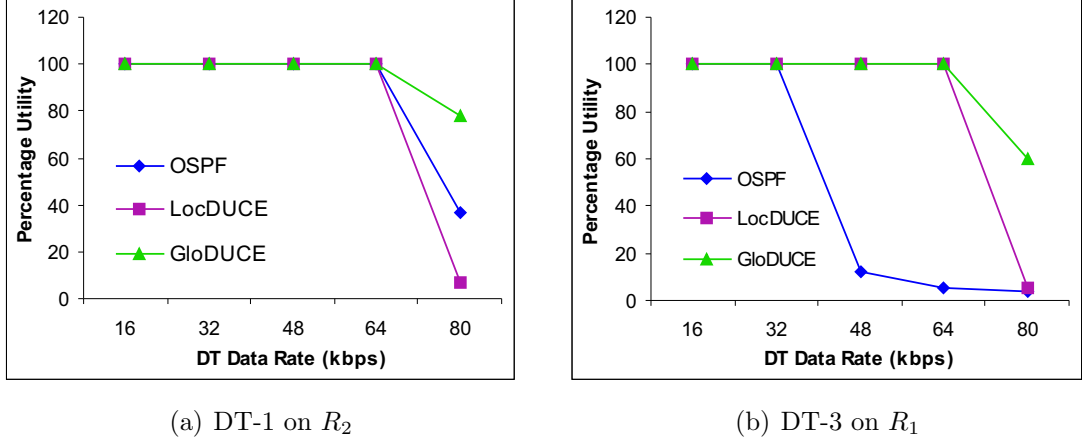 120
100
80
60
40
20
0
Percentage Utility
OSPF
LocDUCE
GloDUCE
16 32 48 64 80
DT Data Rate (kbps)
(a) DT-1 on R2
120
100
80
60
40
20
0
Percentage Utility
OSPF
LocDUCE
GloDUCE
16 32 48 64 80
DT Data Rate (kbps)
(b) DT-3 on R1